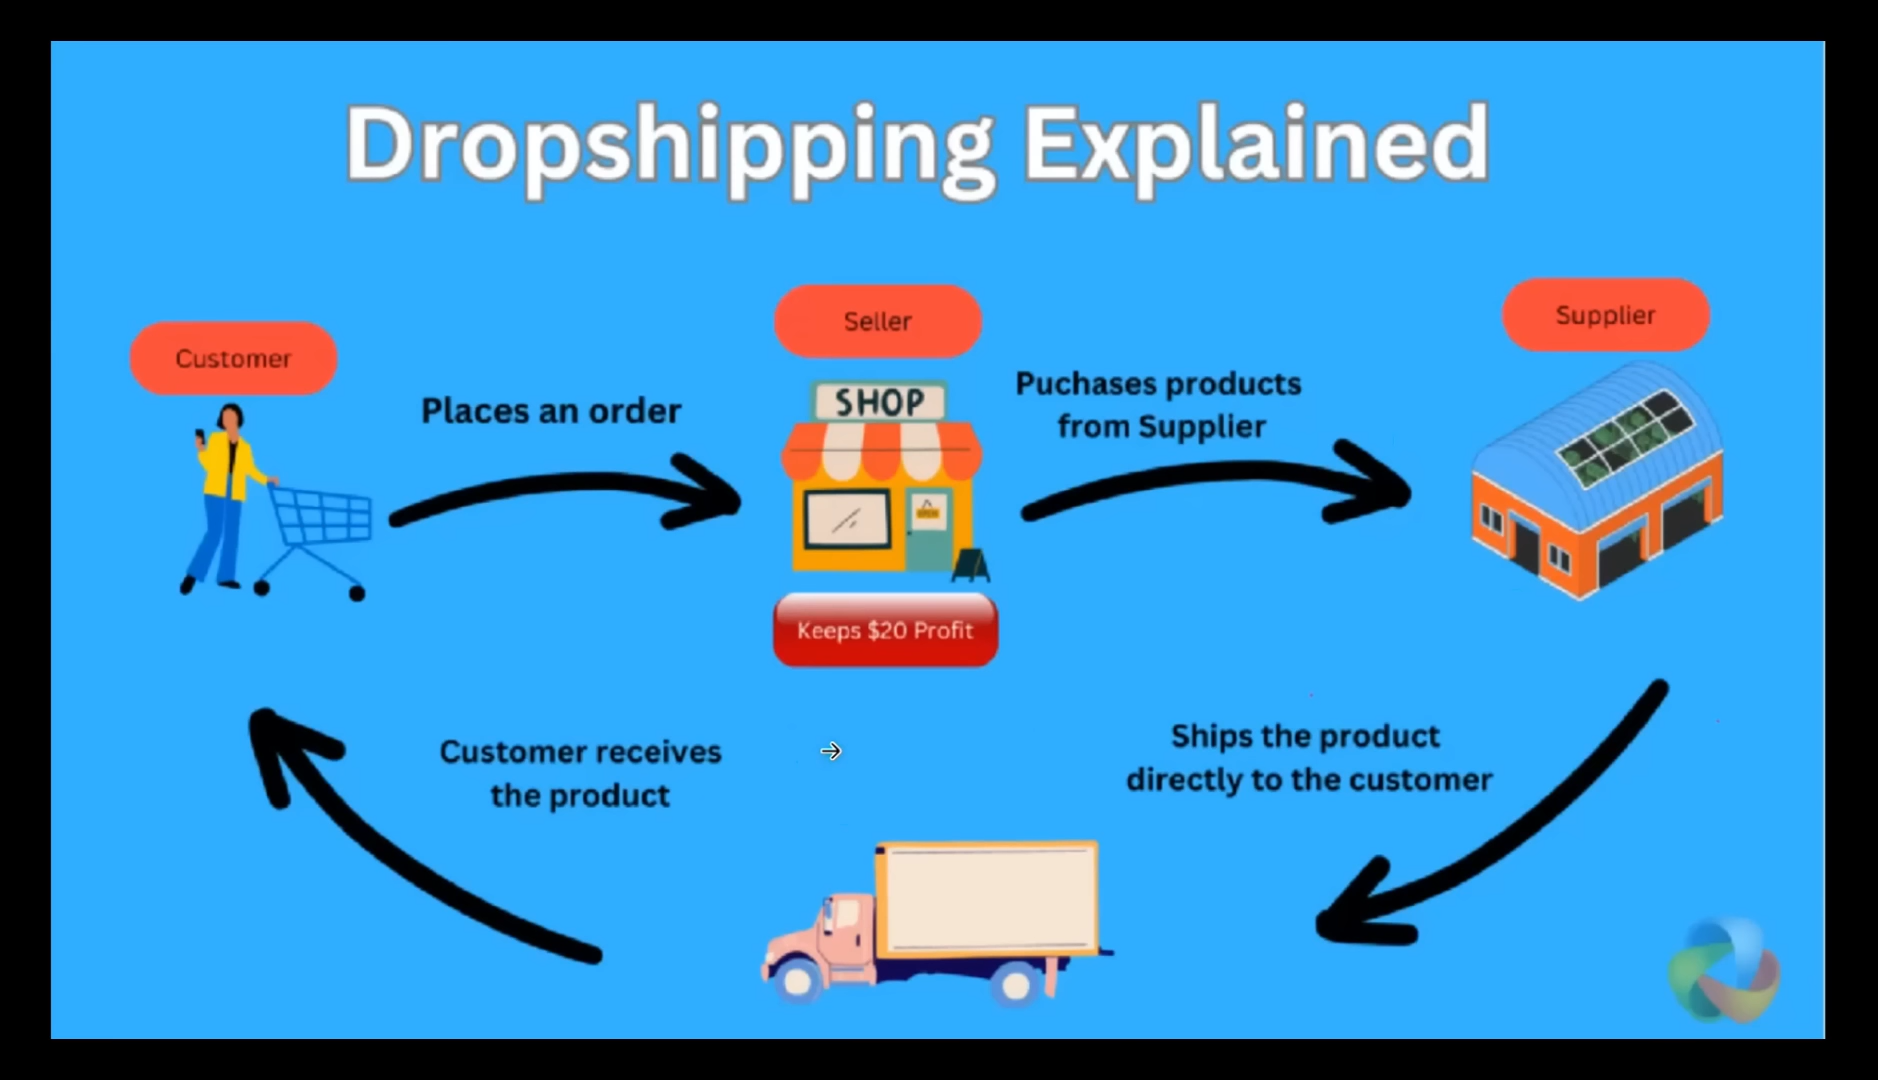 Dropshipping Explained
Customer
Seller
Supplier
Places an order
SHOP
Puchases products
from Supplier
OPEN
Keeps $20 Profit
Customer receives
the product
Ships the product
directly to the customer